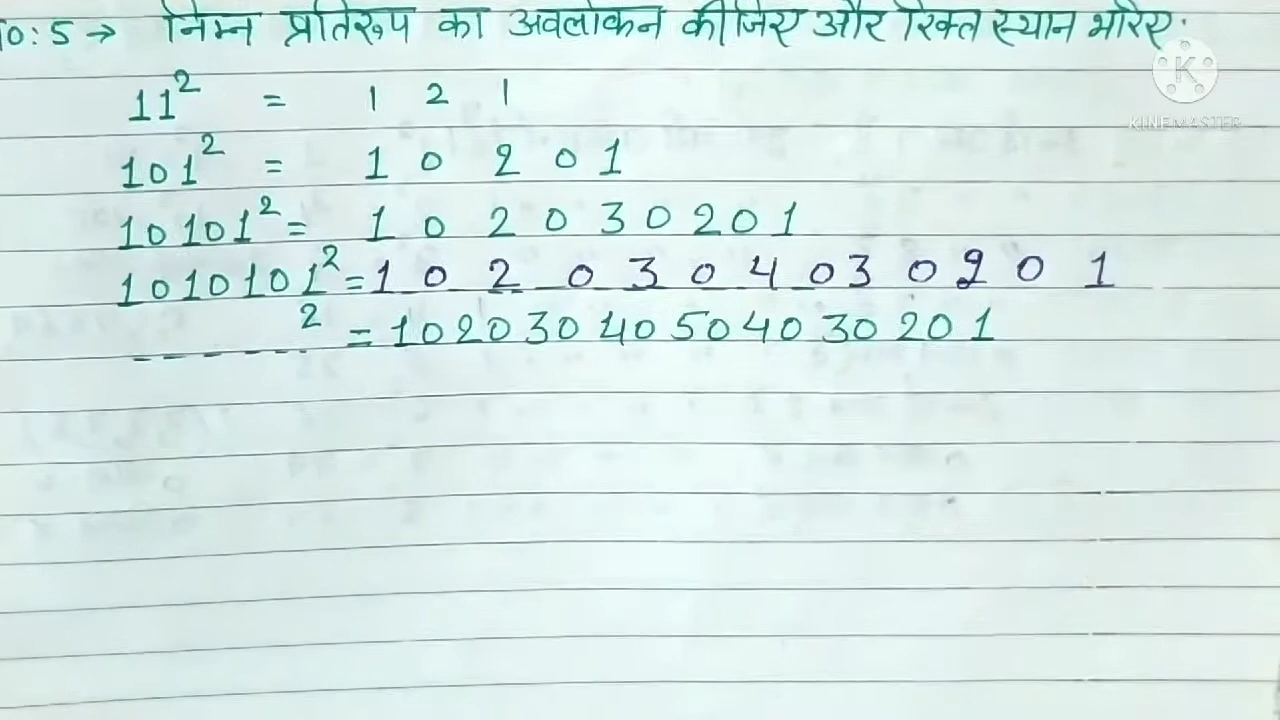 0:5 → निम्न प्रतिरूप का अवलोकन कीजिए और रिक्त स्थान भरिए.
11² = 1 2 1
101² = 1 0 2 0 1
10101² = 1 0 2 0 3 0 2 0 1
1010101² = 1 0 2 0 3 0 4 0 3 0 2 0 1
_ _ _ _ _ _ ² = 10203040504030201
K
KINEMASTER